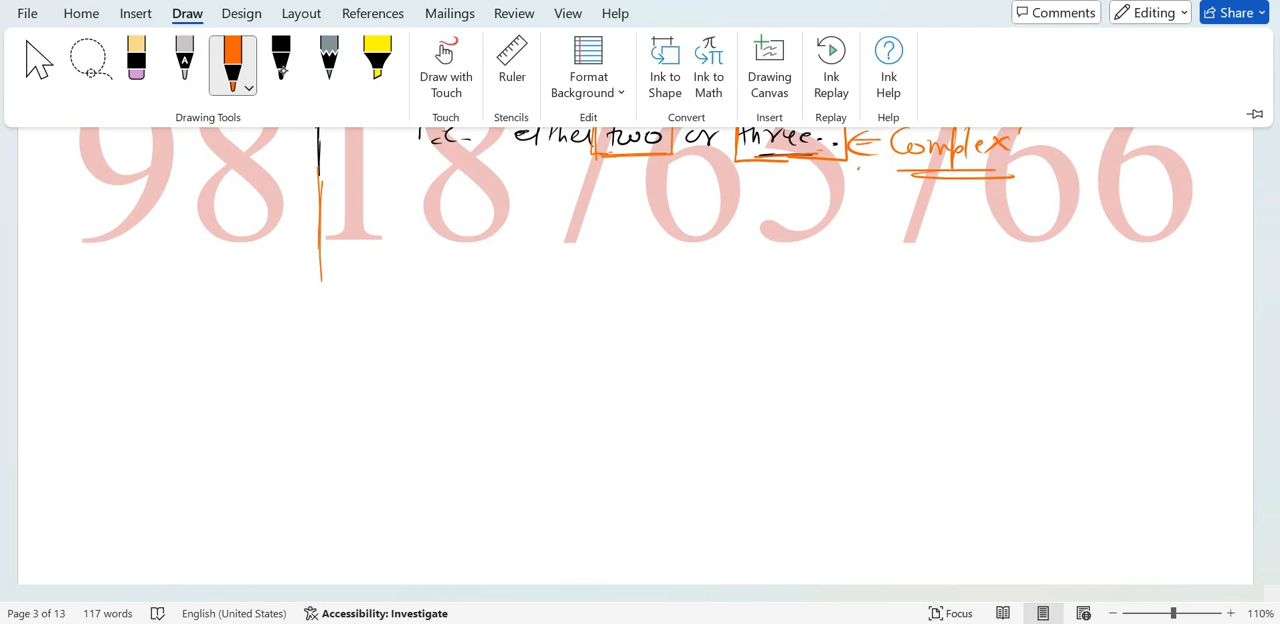 File Home Insert Draw Design Layout References Mailings Review View Help Comments Editing Share
Draw with Touch Ruler Format Background Ink to Shape Ink to Math Drawing Canvas Ink Replay Ink Help
Drawing Tools Touch Stencils Edit Convert Insert Replay Help
i.e. either two or three. ⇐ Complex
9818765766
Page 3 of 13 117 words English (United States) Accessibility: Investigate Focus 110%